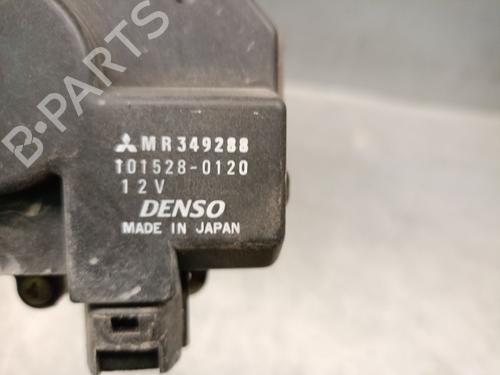 MR349288
101528-0120
12V
DENSO
MADE IN JAPAN
B-PARTS